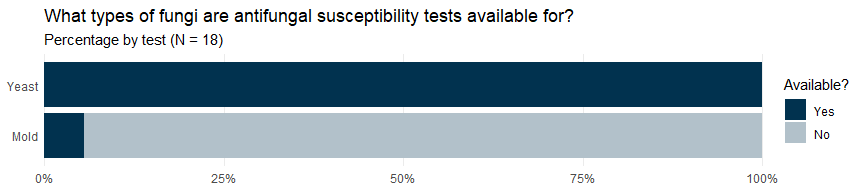 What types of fungi are antifungal susceptibility tests available for?
Percentage by test (N = 18)
Yeast
Mold
0% 25% 50% 75% 100%
Available?
Yes
No